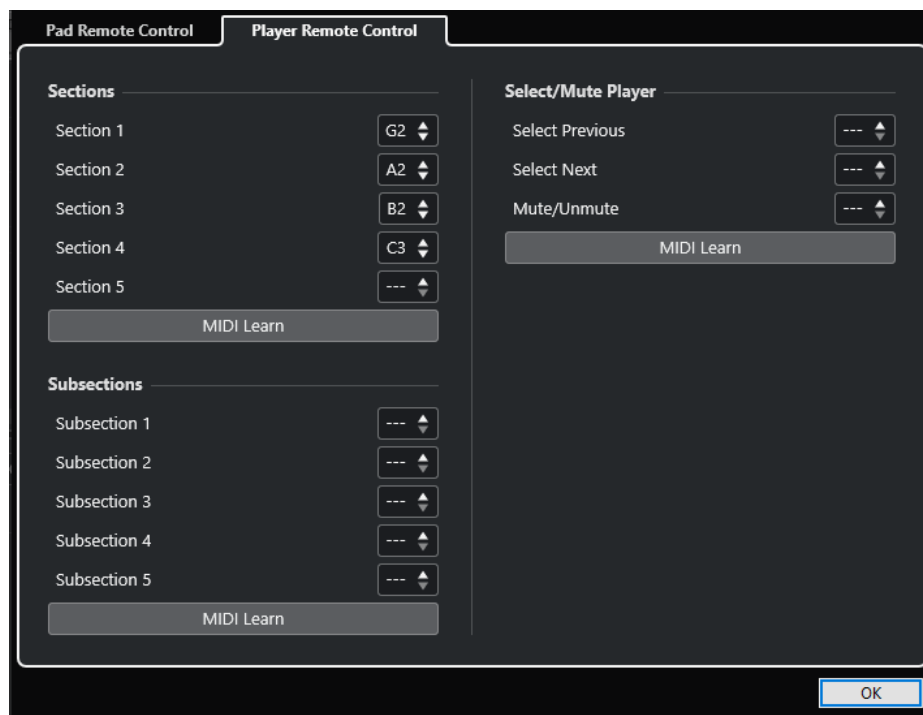 Pad Remote Control
Player Remote Control
Sections
Section 1 G2
Section 2 A2
Section 3 B2
Section 4 C3
Section 5 ---
MIDI Learn
Subsections
Subsection 1 ---
Subsection 2 ---
Subsection 3 ---
Subsection 4 ---
Subsection 5 ---
MIDI Learn
Select/Mute Player
Select Previous ---
Select Next ---
Mute/Unmute ---
MIDI Learn
OK